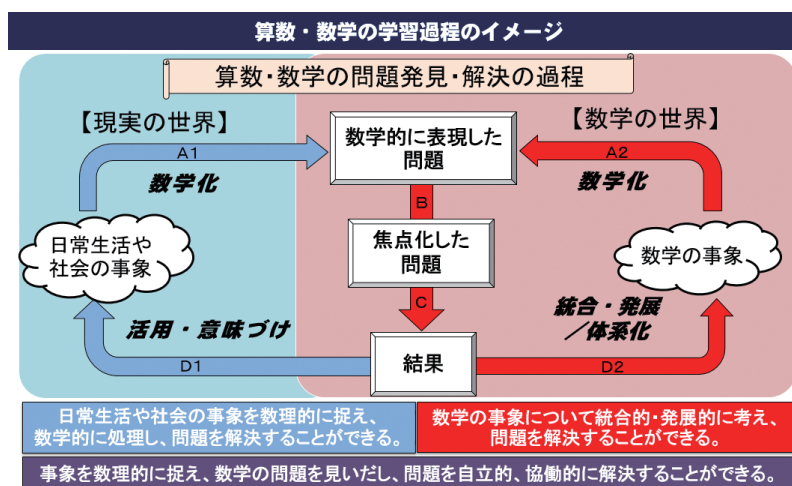 算数・数学の学習過程のイメージ
算数・数学の問題発見・解決の過程
【現実の世界】
【数学の世界】
A1
数学化
数学的に表現した
問題
A2
数学化
B
日常生活や
社会の事象
焦点化した
問題
数学の事象
C
活用・意味づけ
統合・発展
／体系化
D1
結果
D2
日常生活や社会の事象を数理的に捉え、
数学的に処理し、問題を解決することができる。
数学の事象について統合的・発展的に考え、
問題を解決することができる。
事象を数理的に捉え、数学の問題を見いだし、問題を自立的、協働的に解決することができる。